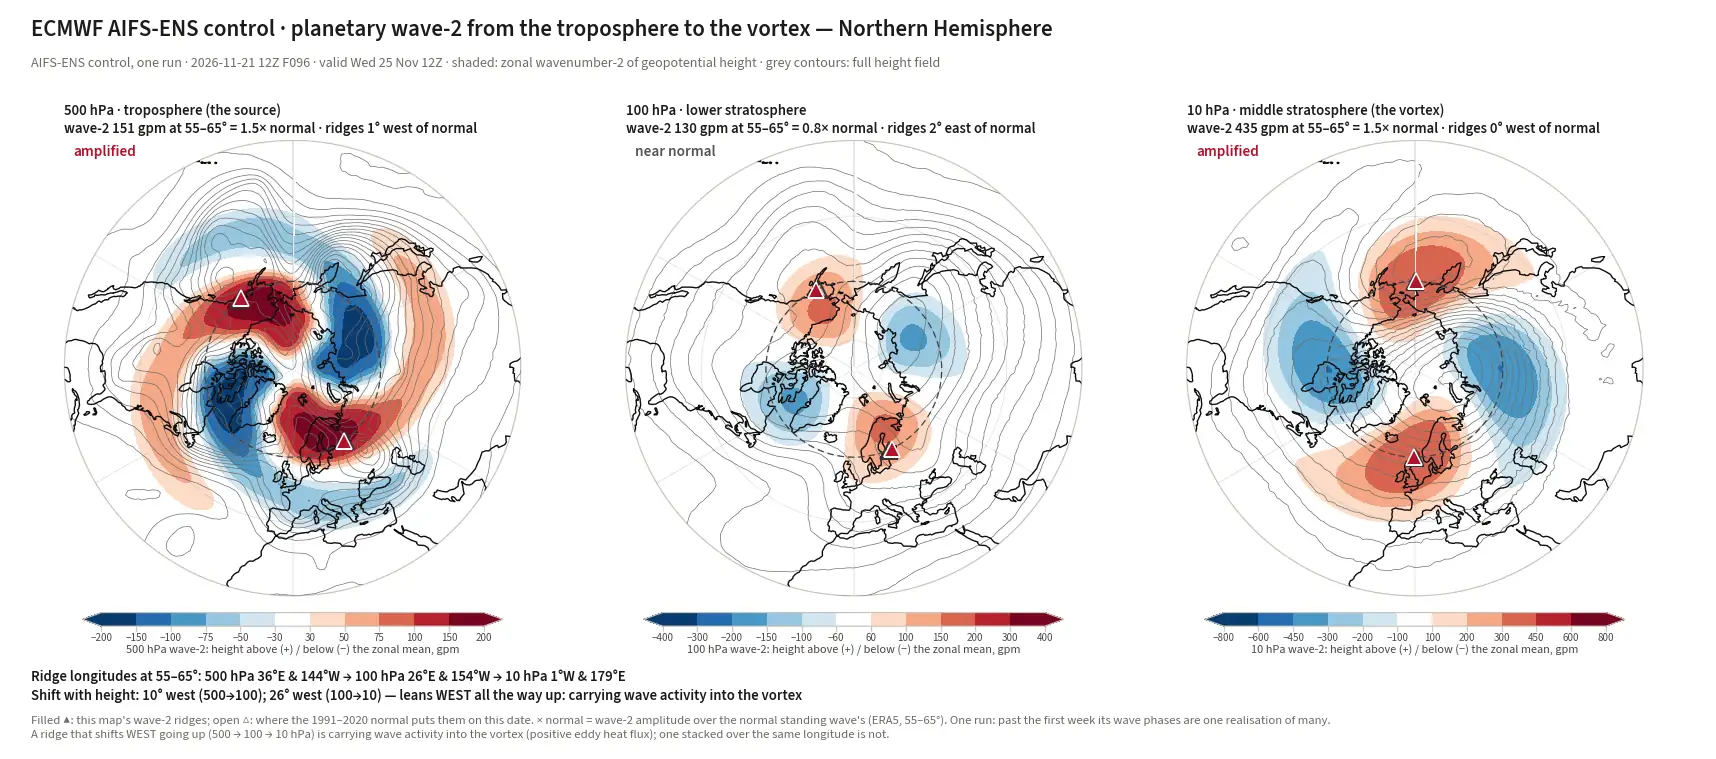 ECMWF AIFS-ENS control · planetary wave-2 from the troposphere to the vortex — Northern Hemisphere
AIFS-ENS control, one run · 2026-11-21 12Z F096 · valid Wed 25 Nov 12Z · shaded: zonal wavenumber-2 of geopotential height · grey contours: full height field
500 hPa · troposphere (the source)
wave-2 151 gpm at 55–65° = 1.5× normal · ridges 1° west of normal
amplified
100 hPa · lower stratosphere
wave-2 130 gpm at 55–65° = 0.8× normal · ridges 2° east of normal
near normal
10 hPa · middle stratosphere (the vortex)
wave-2 435 gpm at 55–65° = 1.5× normal · ridges 0° west of normal
amplified
−200 −150 −100 −75 −50 −30 30 50 75 100 150 200
500 hPa wave-2: height above (+) / below (−) the zonal mean, gpm
−400 −300 −200 −150 −100 −60 60 100 150 200 300 400
100 hPa wave-2: height above (+) / below (−) the zonal mean, gpm
−800 −600 −450 −300 −200 −100 100 200 300 450 600 800
10 hPa wave-2: height above (+) / below (−) the zonal mean, gpm
Ridge longitudes at 55–65°: 500 hPa 36°E & 144°W → 100 hPa 26°E & 154°W → 10 hPa 1°W & 179°E
Shift with height: 10° west (500→100); 26° west (100→10) — leans WEST all the way up: carrying wave activity into the vortex
Filled ▲: this map's wave-2 ridges; open △: where the 1991–2020 normal puts them on this date. × normal = wave-2 amplitude over the normal standing wave's (ERA5, 55–65°). One run: past the first week its wave phases are one realisation of many.
A ridge that shifts WEST going up (500 → 100 → 10 hPa) is carrying wave activity into the vortex (positive eddy heat flux); one stacked over the same longitude is not.